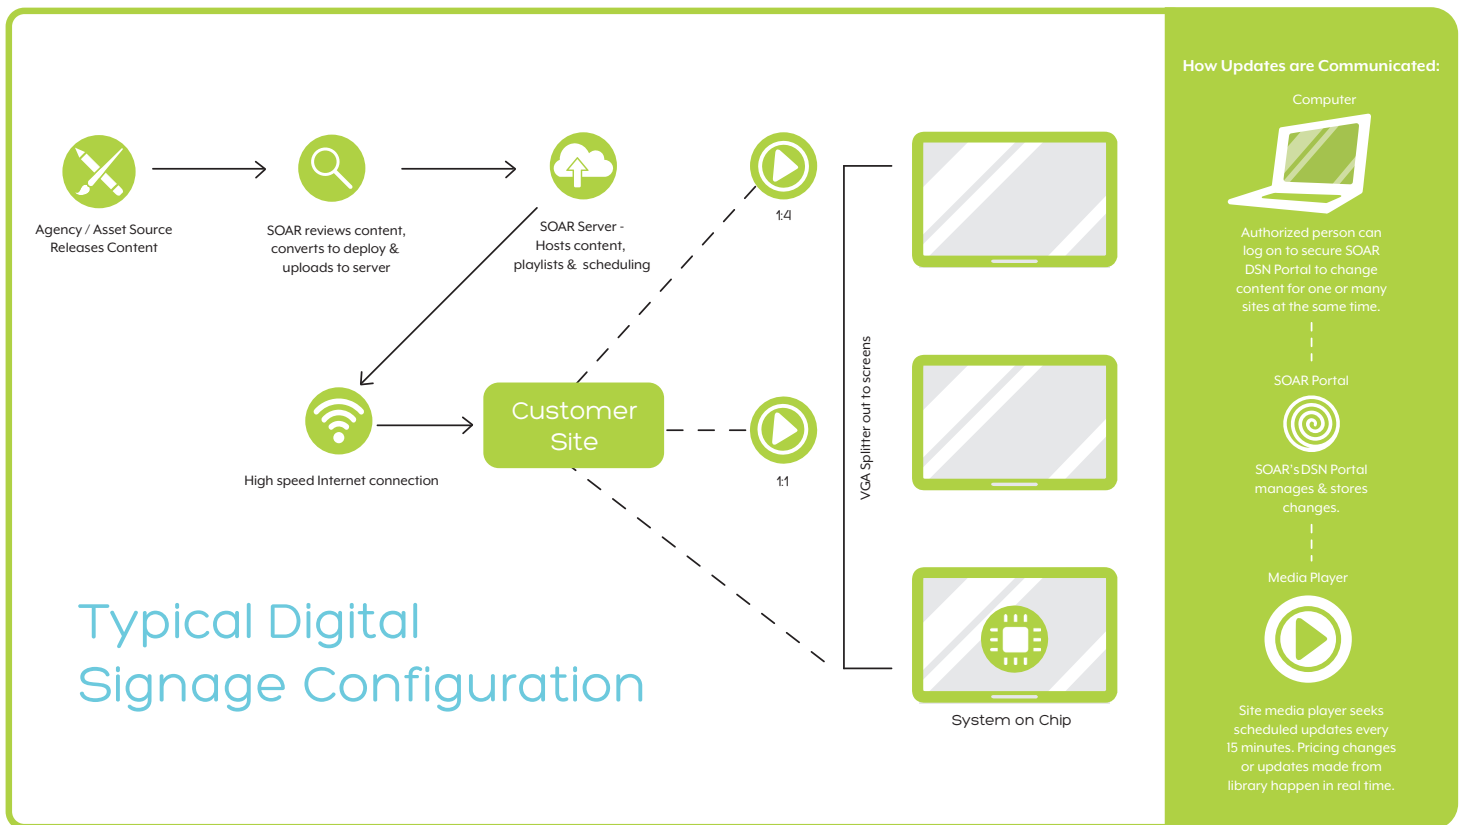 Agency / Asset Source
Releases Content
SOAR reviews content,
converts to deploy &
uploads to server
SOAR Server -
Hosts content,
playlists & scheduling
1:4
High speed Internet connection
Customer
Site
1:1
VGA Splitter out to screens
System on Chip
Typical Digital
Signage Configuration
How Updates are Communicated:
Computer
Authorized person can
log on to secure SOAR
DSN Portal to change
content for one or many
sites at the same time.
SOAR Portal
SOAR's DSN Portal
manages & stores
changes.
Media Player
Site media player seeks
scheduled updates every
15 minutes. Pricing changes
or updates made from
library happen in real time.